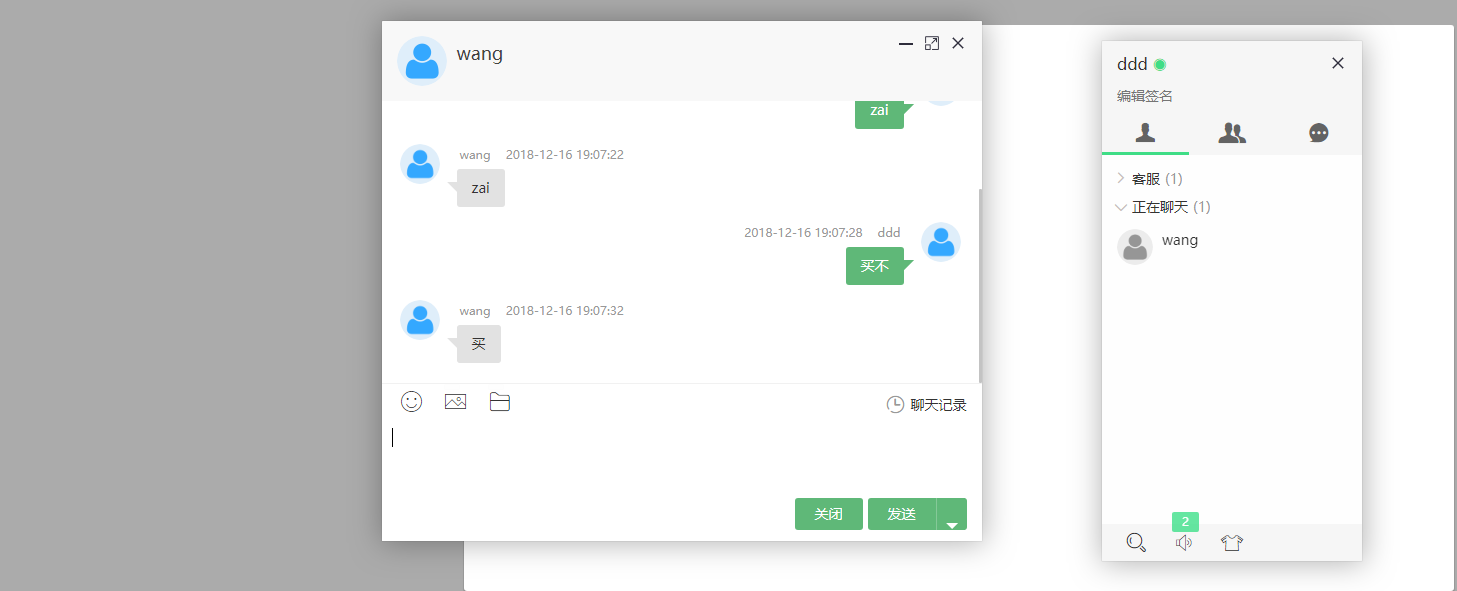 wang
zai
wang 2018-12-16 19:07:22
zai
2018-12-16 19:07:28 ddd
买不
wang 2018-12-16 19:07:32
买
聊天记录
关闭 发送
ddd
编辑签名
客服 (1)
正在聊天 (1)
wang
2